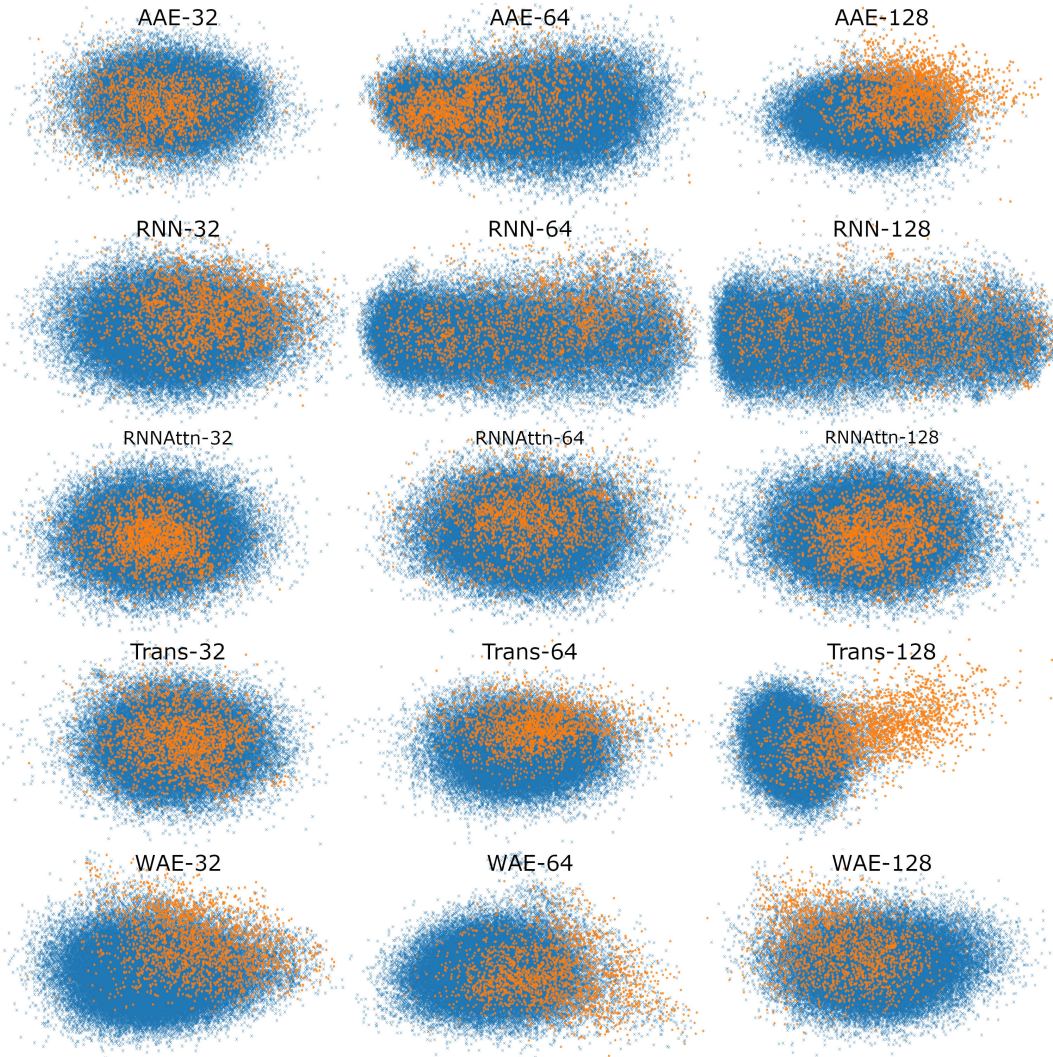 AAE-32 AAE-64 AAE-128
RNN-32 RNN-64 RNN-128
RNNAttn-32 RNNAttn-64 RNNAttn-128
Trans-32 Trans-64 Trans-128
WAE-32 WAE-64 WAE-128